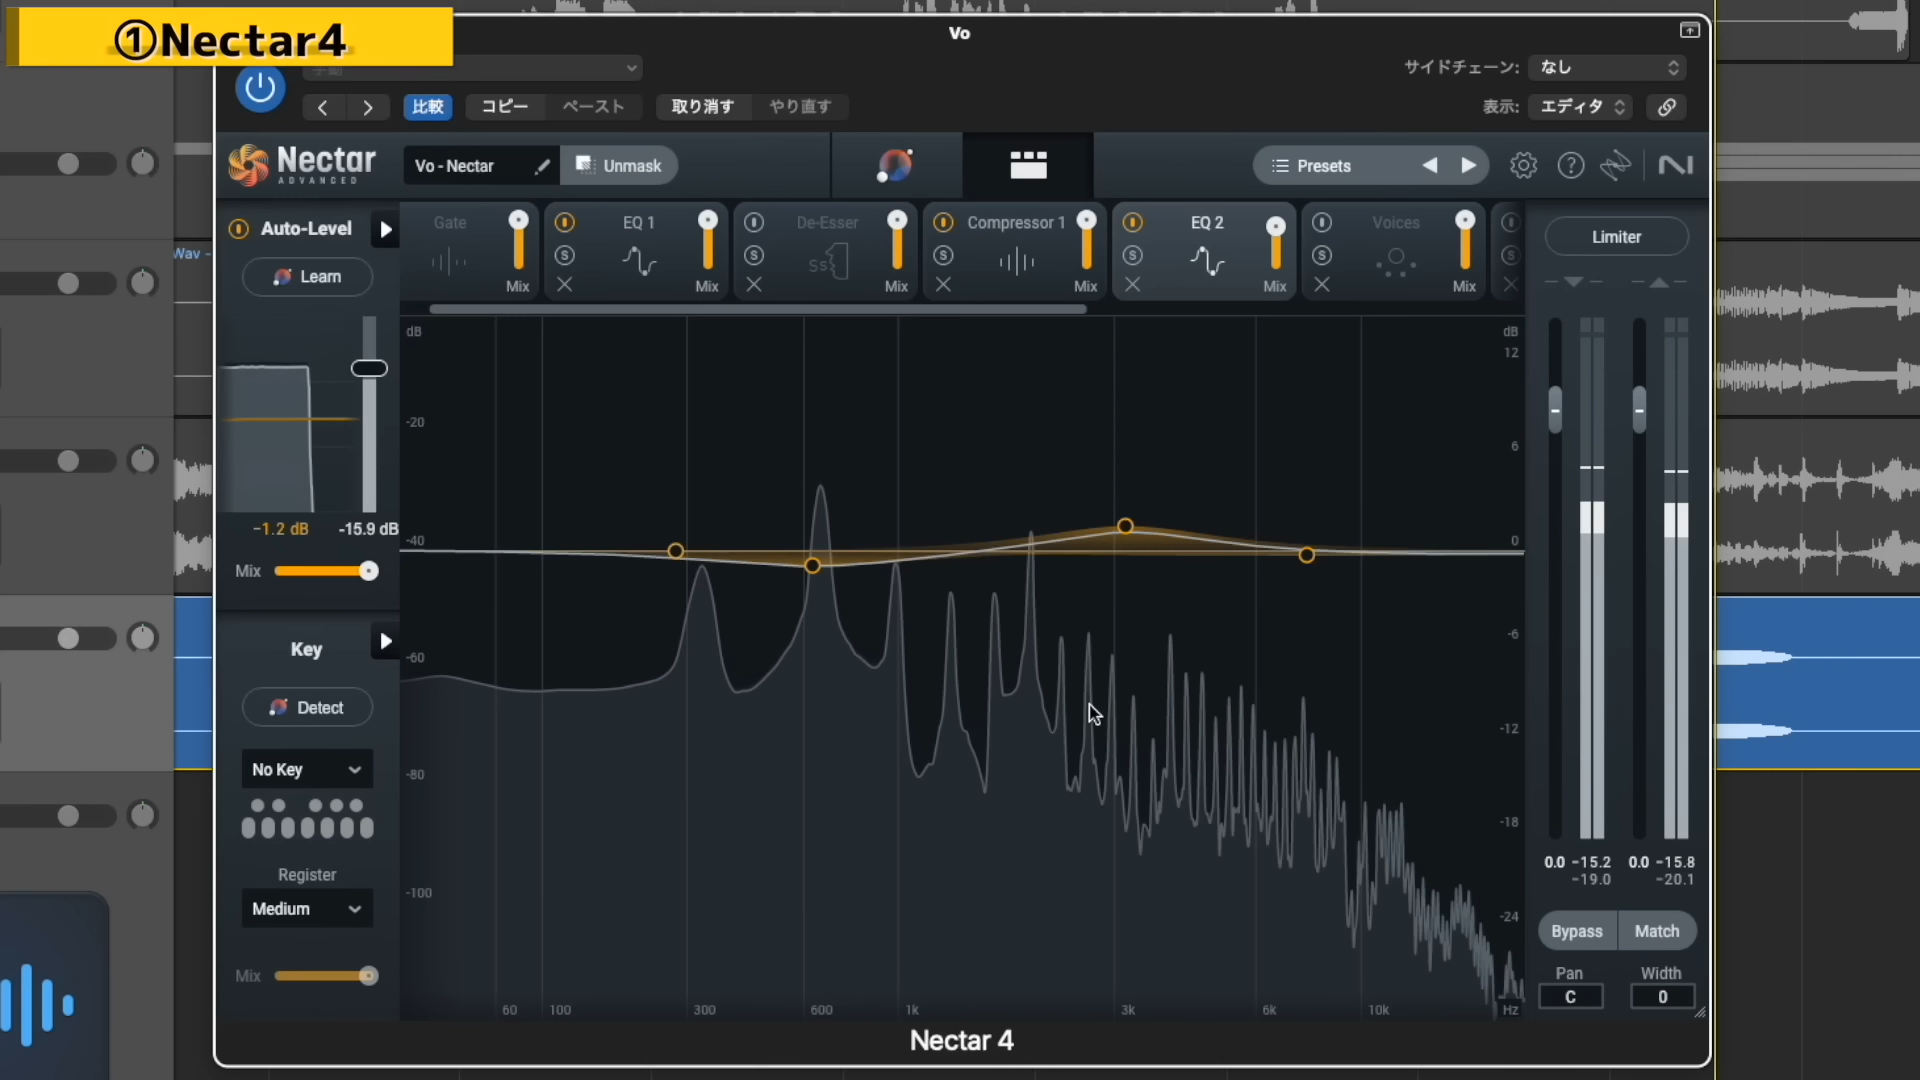 ①Nectar4
Vo
手動
サイドチェーン: なし
比較 コピー ペースト 取り消す やり直す
表示: エディタ
Nectar
ADVANCED
Vo - Nectar
Unmask
Presets
Auto-Level
Learn
Gate
EQ 1
De-Esser
Compressor 1
EQ 2
Voices
S S S S S S
Mix Mix Mix Mix Mix Mix
Limiter
Wav -
dB
-20
-40
-60
-80
-100
dB
12
6
0
-6
-12
-18
-24
Hz
60 100 300 600 1k 3k 6k 10k
-1.2 dB -15.9 dB
Mix
Key
Detect
No Key
Register
Medium
Mix
0.0 -15.2 0.0 -15.8
-19.0 -20.1
Bypass Match
Pan Width
C 0
Nectar 4